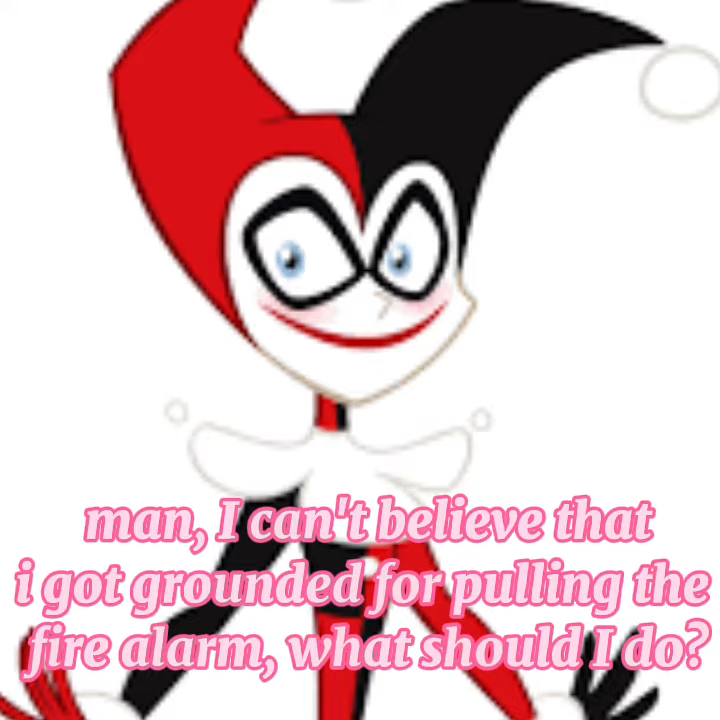 man, I can't believe that
i got grounded for pulling the
fire alarm, what should I do?